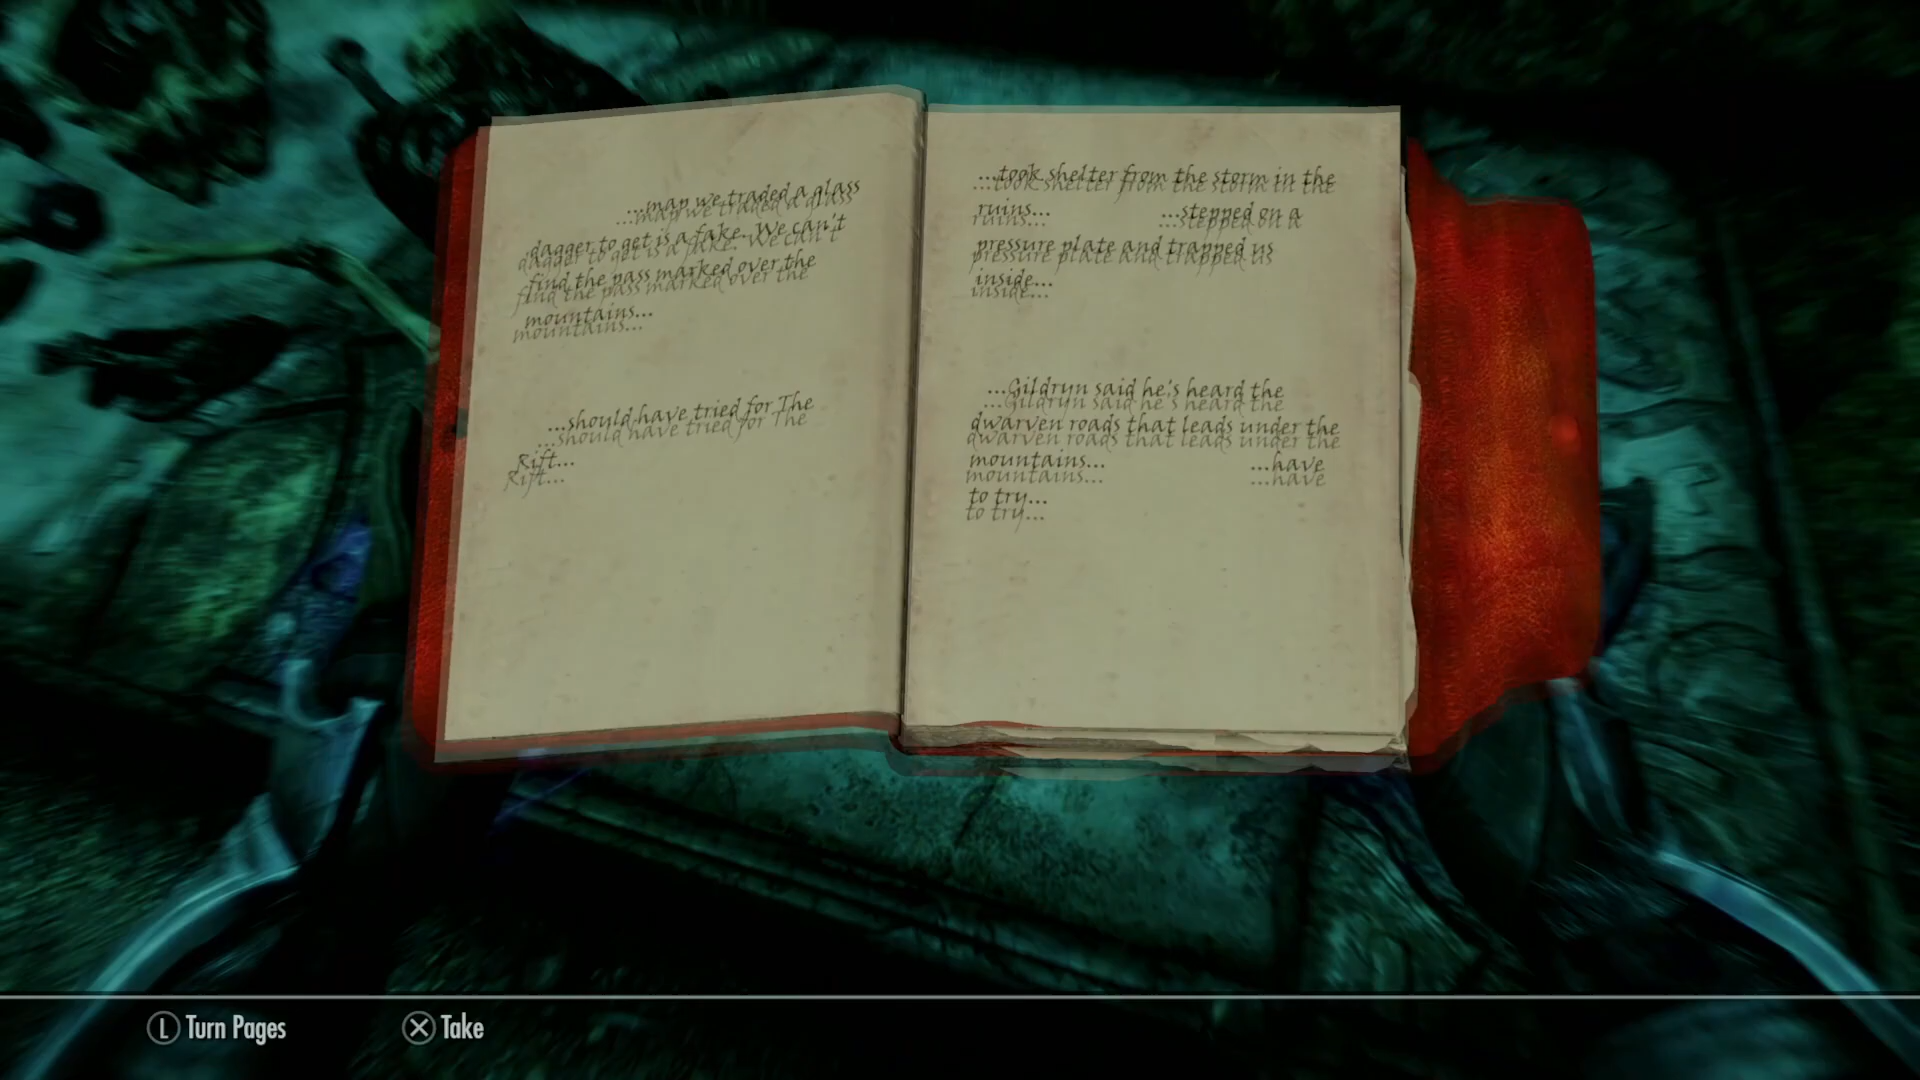 ...map we traded a glass
dagger to get is a fake. We can't
find the pass marked over the
mountains...
...should have tried for The
Rift...
...took shelter from the storm in the
ruins... ...stepped on a
pressure plate and trapped us
inside...
...Gildryn said he's heard the
dwarven roads that leads under the
mountains... ...have
to try...
L Turn Pages X Take